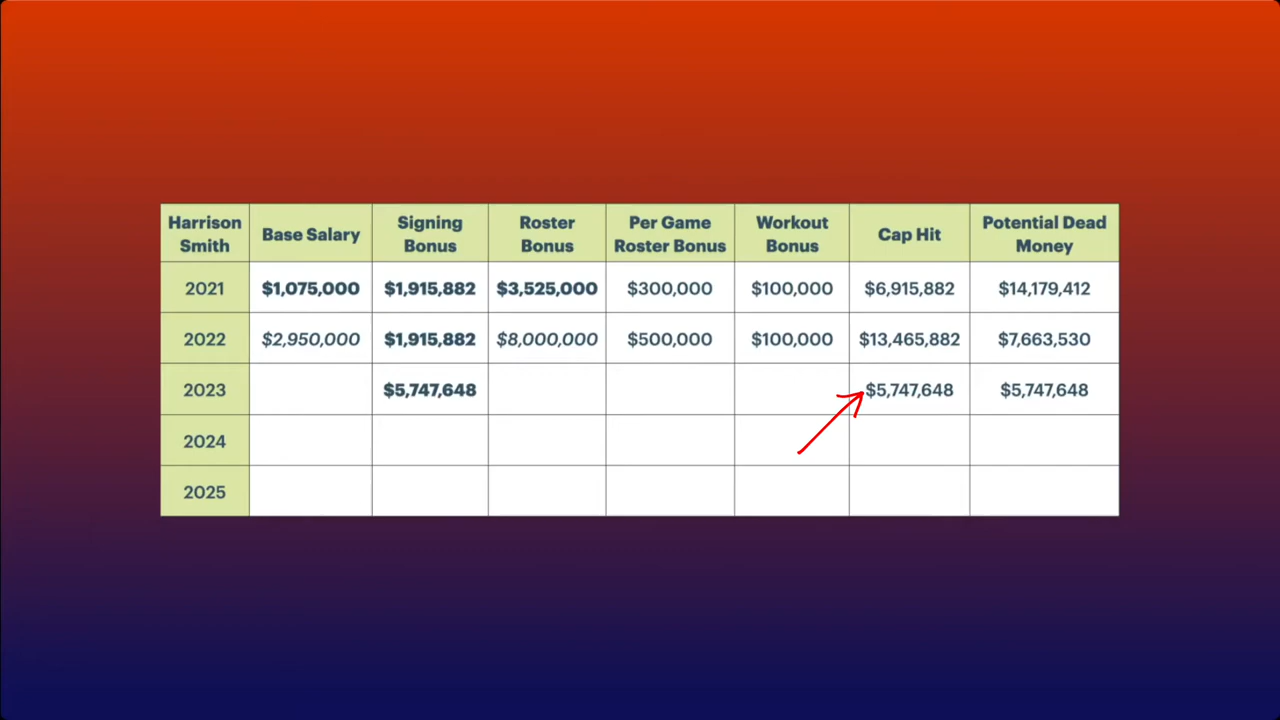 Harrison Smith Base Salary Signing Bonus Roster Bonus Per Game Roster Bonus Workout Bonus Cap Hit Potential Dead Money
2021 $1,075,000 $1,915,882 $3,525,000 $300,000 $100,000 $6,915,882 $14,179,412
2022 $2,950,000 $1,915,882 $8,000,000 $500,000 $100,000 $13,465,882 $7,663,530
2023 $5,747,648 $5,747,648 $5,747,648
2024
2025